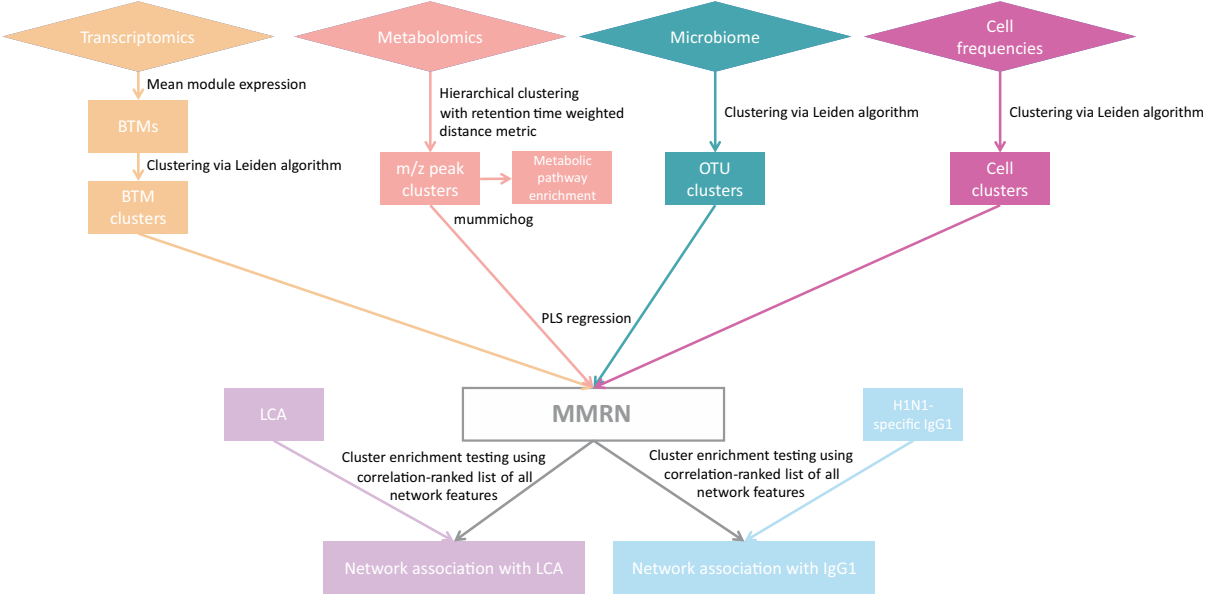 Transcriptomics
Metabolomics
Microbiome
Cell
frequencies
Mean module expression
Hierarchical clustering
with retention time weighted
distance metric
Clustering via Leiden algorithm
Clustering via Leiden algorithm
BTMs
Clustering via Leiden algorithm
m/z peak
clusters
Metabolic
pathway
enrichment
OTU
clusters
Cell
clusters
BTM
clusters
mummichog
PLS regression
LCA
MMRN
H1N1-
specific IgG1
Cluster enrichment testing using
correlation-ranked list of all
network features
Cluster enrichment testing using
correlation-ranked list of all
network features
Network association with LCA
Network association with IgG1